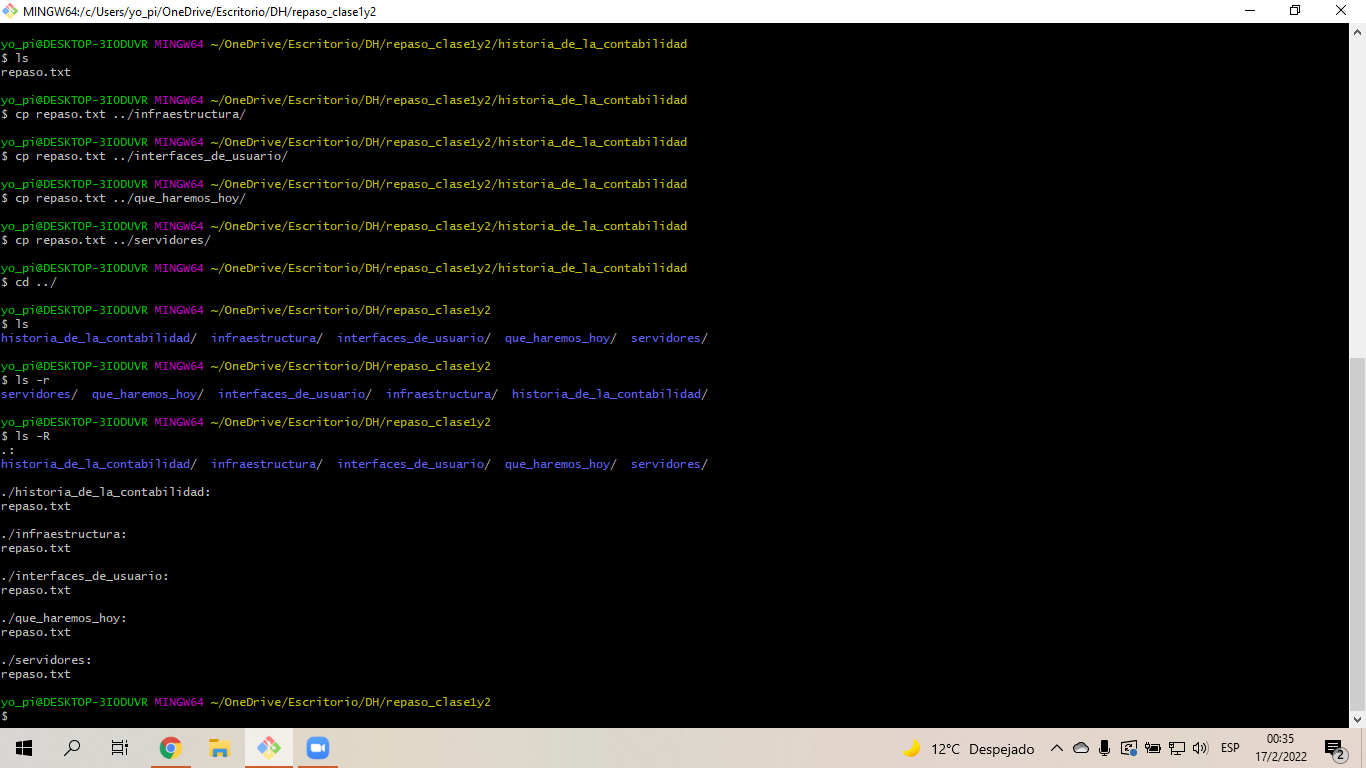 MINGW64:/c/Users/yo_pi/OneDrive/Escritorio/DH/repaso_clase1y2
yo_pi@DESKTOP-3IODUVR MINGW64 ~/OneDrive/Escritorio/DH/repaso_clase1y2/historia_de_la_contabilidad
$ ls
repaso.txt
yo_pi@DESKTOP-3IODUVR MINGW64 ~/OneDrive/Escritorio/DH/repaso_clase1y2/historia_de_la_contabilidad
$ cp repaso.txt ../infraestructura/
yo_pi@DESKTOP-3IODUVR MINGW64 ~/OneDrive/Escritorio/DH/repaso_clase1y2/historia_de_la_contabilidad
$ cp repaso.txt ../interfaces_de_usuario/
yo_pi@DESKTOP-3IODUVR MINGW64 ~/OneDrive/Escritorio/DH/repaso_clase1y2/historia_de_la_contabilidad
$ cp repaso.txt ../que_haremos_hoy/
yo_pi@DESKTOP-3IODUVR MINGW64 ~/OneDrive/Escritorio/DH/repaso_clase1y2/historia_de_la_contabilidad
$ cp repaso.txt ../servidores/
yo_pi@DESKTOP-3IODUVR MINGW64 ~/OneDrive/Escritorio/DH/repaso_clase1y2/historia_de_la_contabilidad
$ cd ../
yo_pi@DESKTOP-3IODUVR MINGW64 ~/OneDrive/Escritorio/DH/repaso_clase1y2
$ ls
historia_de_la_contabilidad/  infraestructura/  interfaces_de_usuario/  que_haremos_hoy/  servidores/
yo_pi@DESKTOP-3IODUVR MINGW64 ~/OneDrive/Escritorio/DH/repaso_clase1y2
$ ls -r
servidores/  que_haremos_hoy/  interfaces_de_usuario/  infraestructura/  historia_de_la_contabilidad/
yo_pi@DESKTOP-3IODUVR MINGW64 ~/OneDrive/Escritorio/DH/repaso_clase1y2
$ ls -R
.:
historia_de_la_contabilidad/  infraestructura/  interfaces_de_usuario/  que_haremos_hoy/  servidores/
./historia_de_la_contabilidad:
repaso.txt
./infraestructura:
repaso.txt
./interfaces_de_usuario:
repaso.txt
./que_haremos_hoy:
repaso.txt
./servidores:
repaso.txt
yo_pi@DESKTOP-3IODUVR MINGW64 ~/OneDrive/Escritorio/DH/repaso_clase1y2
$
12°C Despejado
ESP
00:35
17/2/2022
2